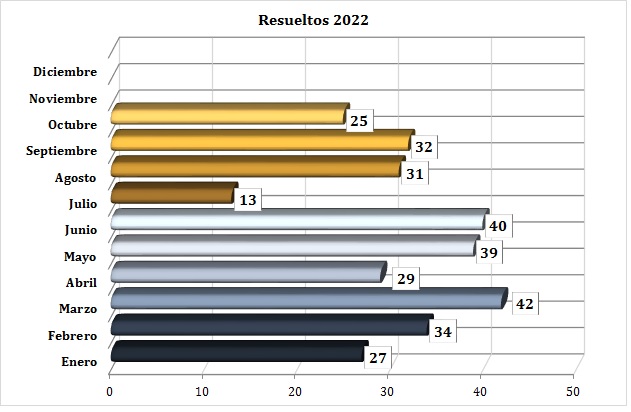 Resueltos 2022
Diciembre
Noviembre
Octubre 25
Septiembre 32
Agosto 31
Julio 13
Junio 40
Mayo 39
Abril 29
Marzo 42
Febrero 34
Enero 27
0 10 20 30 40 50